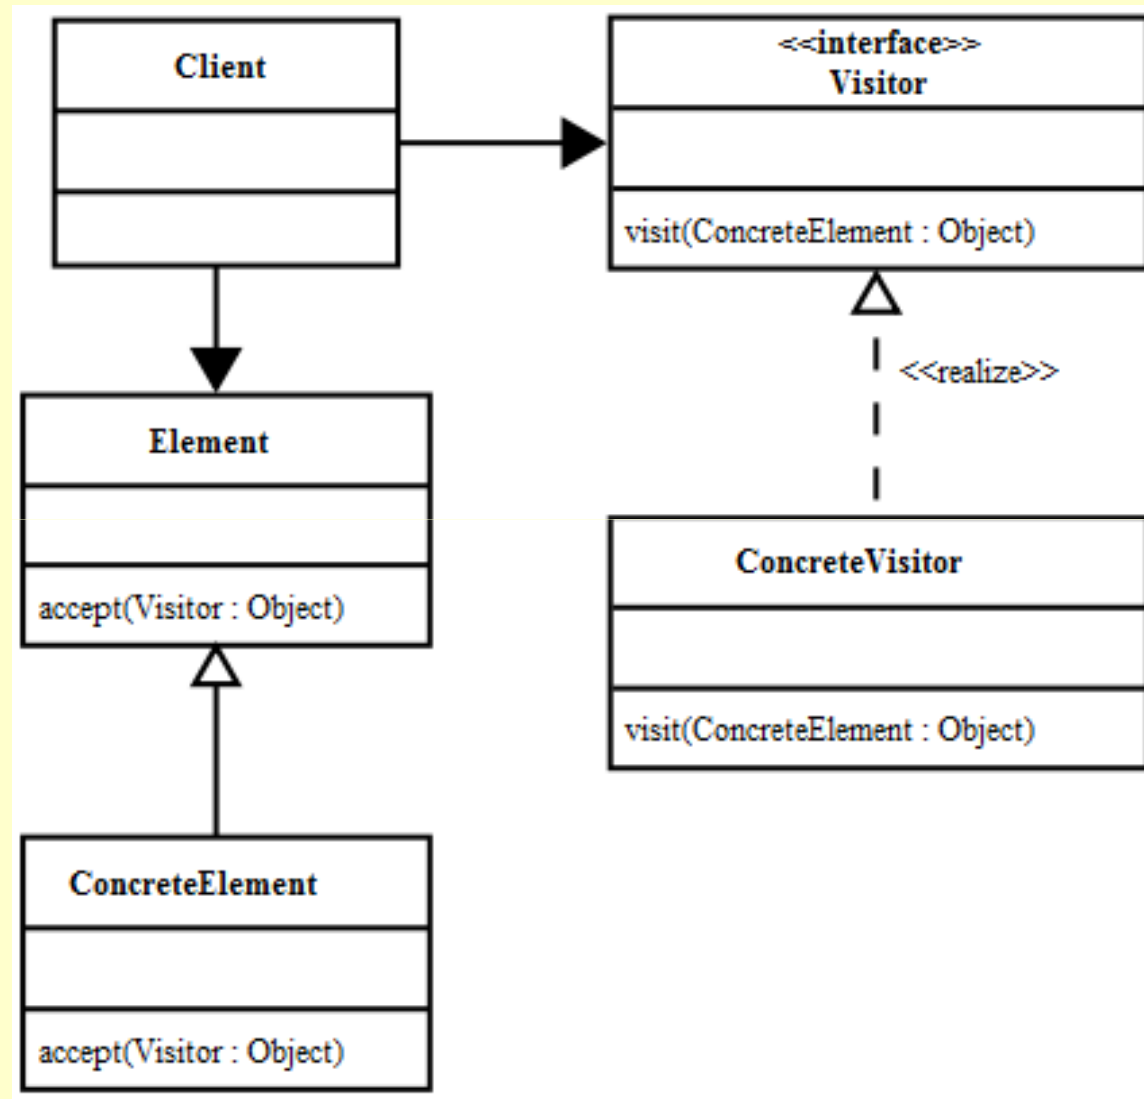 Client
<<interface>>
Visitor
visit(ConcreteElement : Object)
<<realize>>
Element
accept(Visitor : Object)
ConcreteVisitor
visit(ConcreteElement : Object)
ConcreteElement
accept(Visitor : Object)